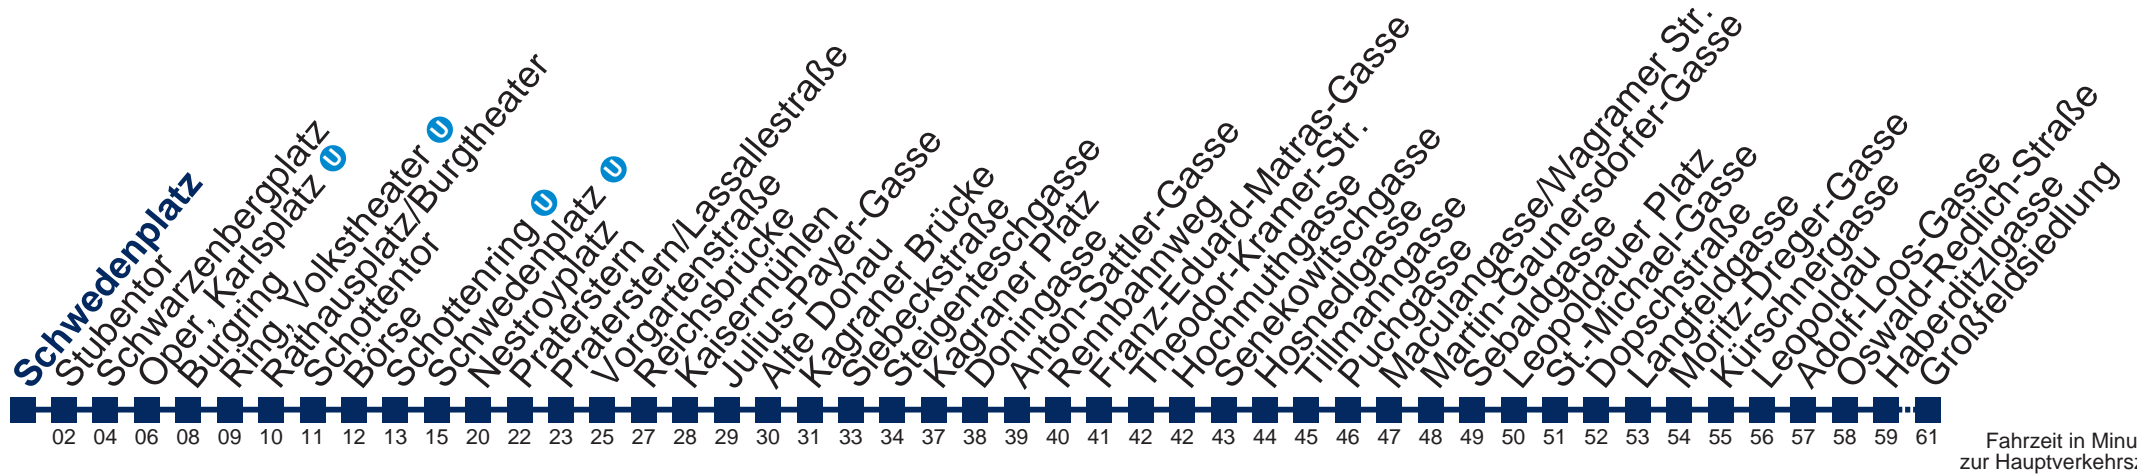 Schwedenplatz
Stubentor
Schwarzenbergplatz
Oper, Karlsplatz U
Burgring
Ring, Volkstheater U
Rathausplatz/Burgtheater
Schottentor
Börse
Schottenring U
Schwedenplatz U
Nestroyplatz
Praterstern
Praterstern/Lassallestraße
Vorgartenstraße
Reichsbrücke
Kaisermühlen
Julius-Payer-Gasse
Alte Donau
Kagraner Brücke
Siebeckstraße
Steigenteschgasse
Kagraner Platz
Doningasse
Anton-Sattler-Gasse
Rennbahnweg
Franz-Eduard-Matras-Gasse
Theodor-Kramer-Str.
Hochmuthgasse
Senekowitschgasse
Hosnedlgasse
Tillmanngasse
Puchgasse
Maculangasse/Wagramer Str.
Martin-Gaunersdorfer-Gasse
Sebaldgasse
Leopoldauer Platz
St.-Michael-Gasse
Dopschstraße
Langfeldgasse
Moritz-Dreger-Gasse
Kürschnergasse
Leopoldau
Adolf-Loos-Gasse
Oswald-Redlich-Straße
Haberditzlgasse
Großfeldsiedlung
02 04 06 08 09 10 11 12 13 15 20 22 23 25 27 28 29 30 31 33 34 37 38 39 40 41 42 42 43 44 45 46 47 48 49 50 51 52 53 54 55 56 57 58 59 61
Fahrzeit in Minu
zur Hauptverkehrsz